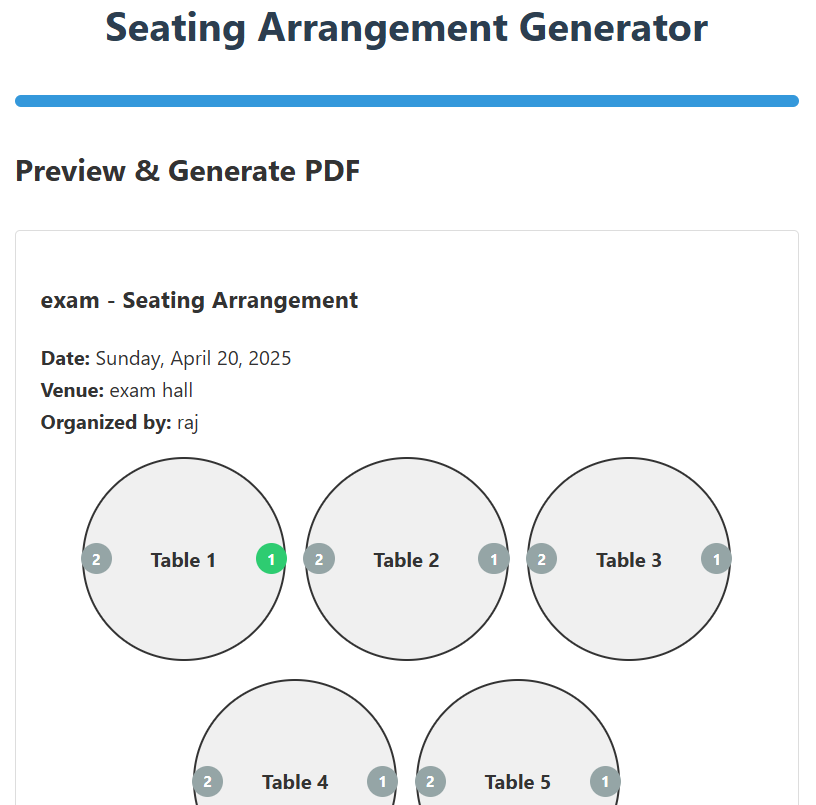 Seating Arrangement Generator
Preview & Generate PDF
exam - Seating Arrangement
Date: Sunday, April 20, 2025
Venue: exam hall
Organized by: raj
2 Table 1 1 2 Table 2 1 2 Table 3 1
2 Table 4 1 2 Table 5 1